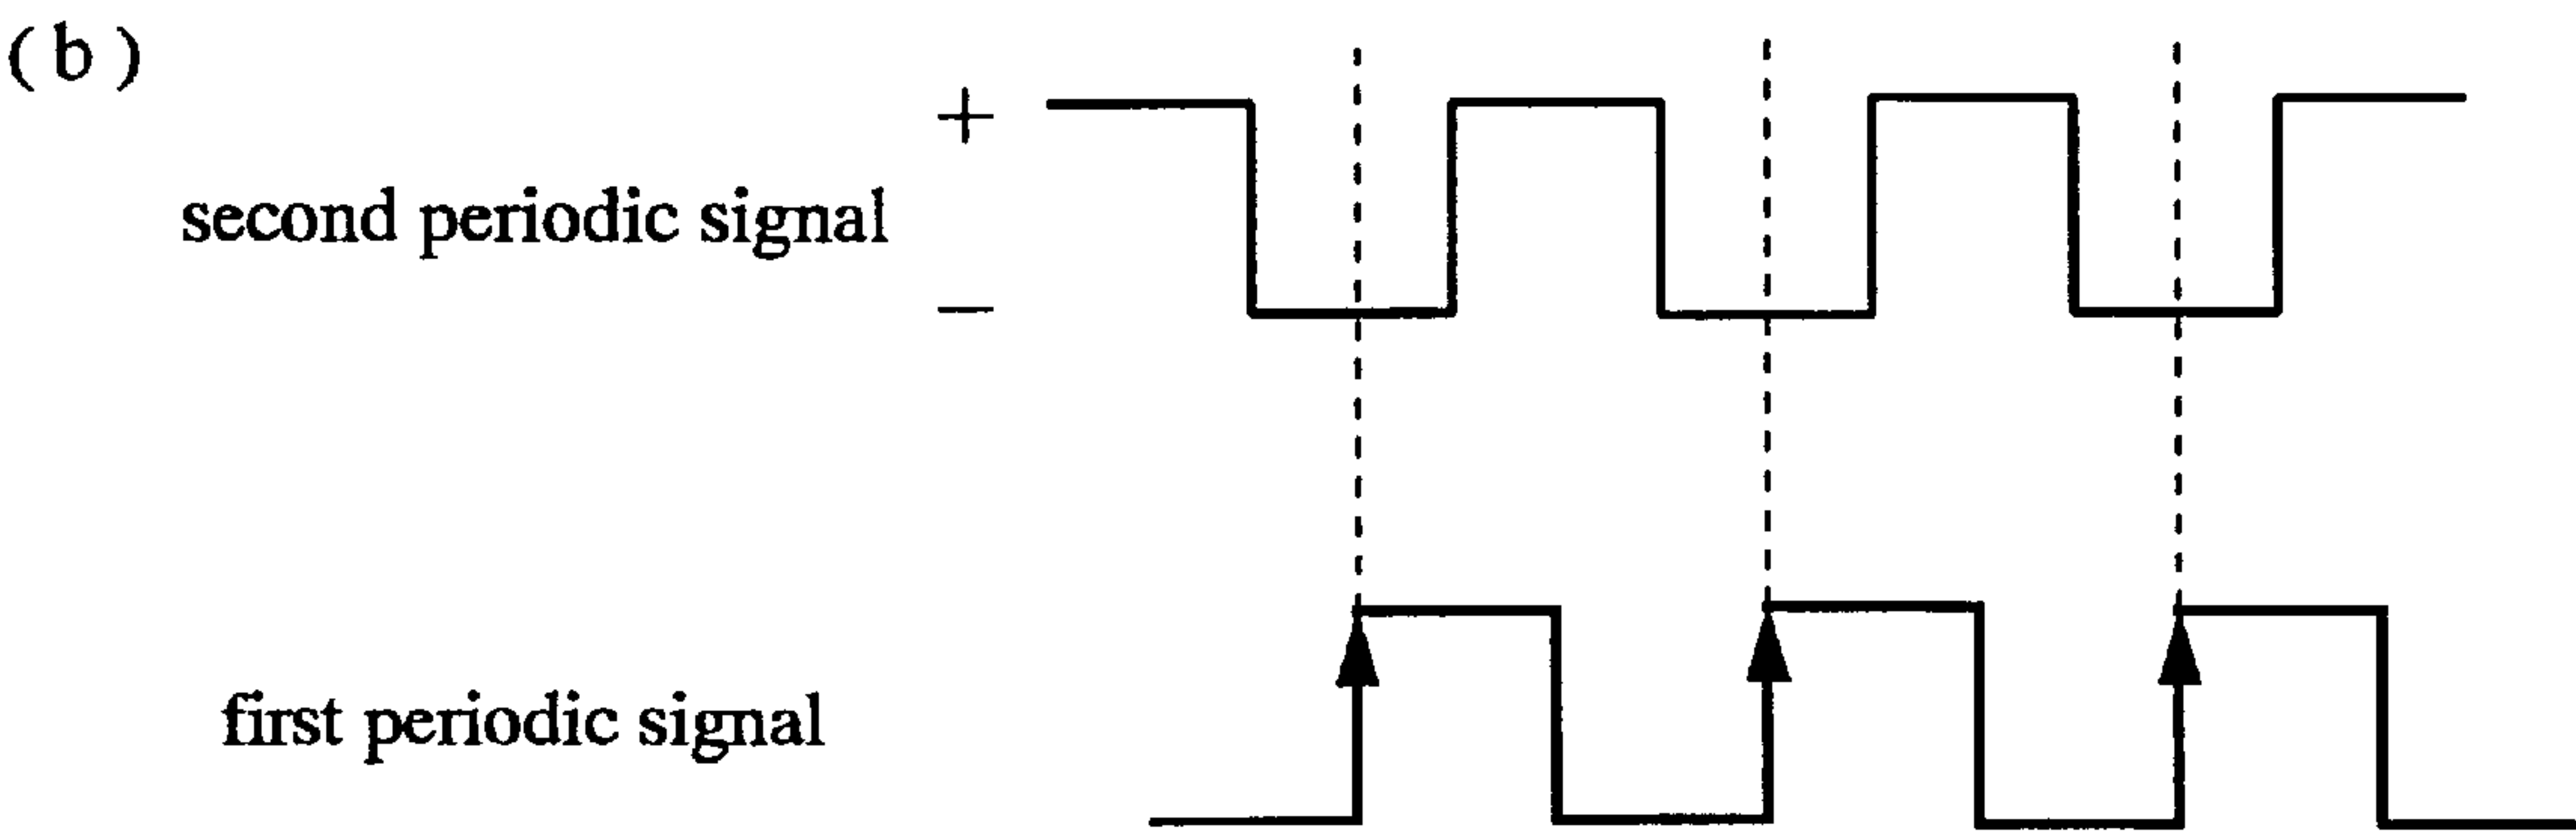 (b)
+
second periodic signal
−
first periodic signal